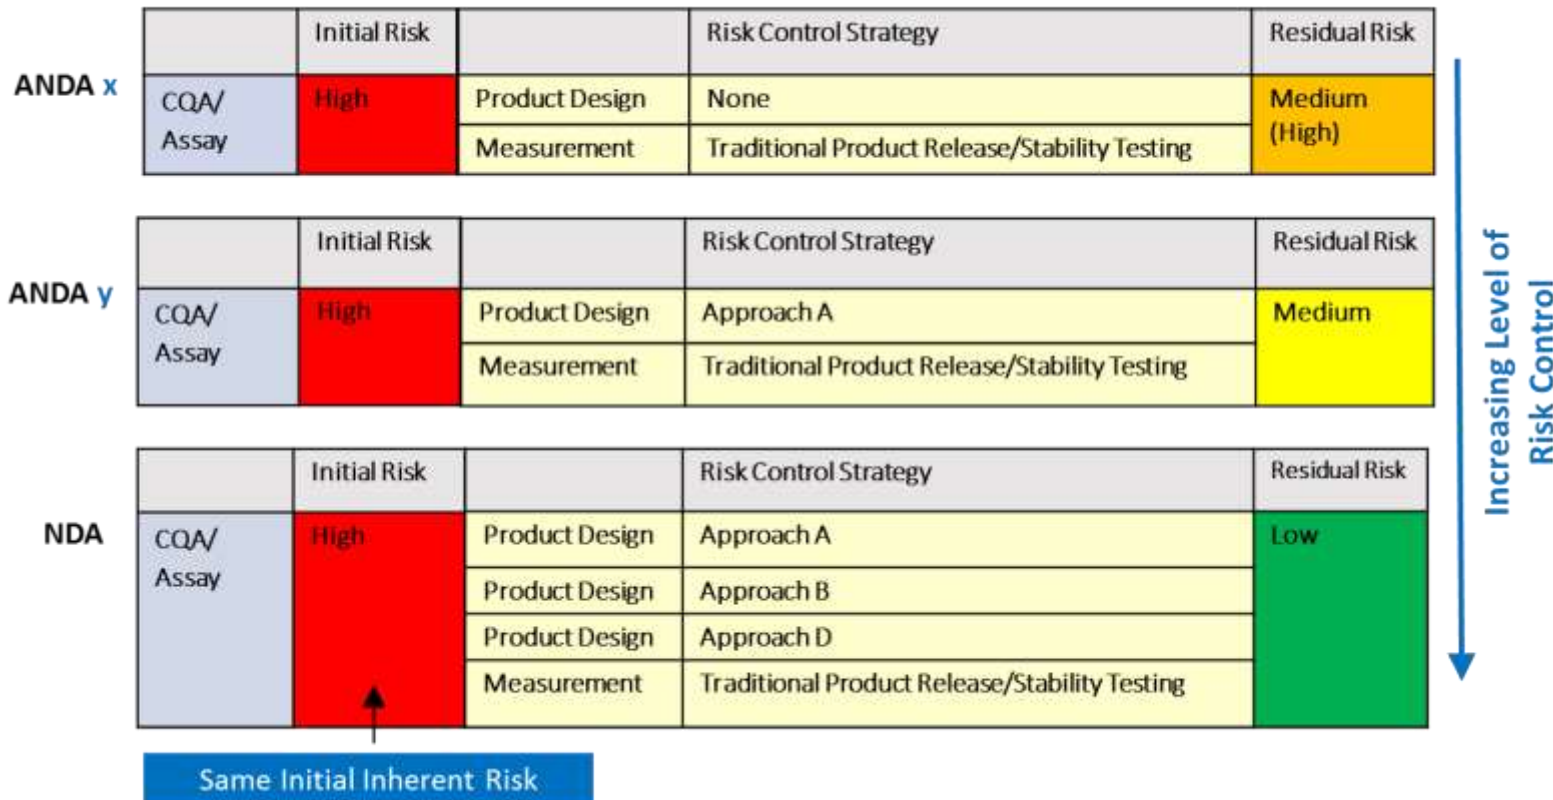 Initial Risk Risk Control Strategy Residual Risk
ANDA x
CQA/ High Product Design None Medium
Assay (High)
Measurement Traditional Product Release/Stability Testing
Initial Risk Risk Control Strategy Residual Risk
ANDA y
CQA/ High Product Design Approach A Medium
Assay
Measurement Traditional Product Release/Stability Testing
Initial Risk Risk Control Strategy Residual Risk
NDA
CQA/ High Product Design Approach A Low
Assay
Product Design Approach B
Product Design Approach D
Measurement Traditional Product Release/Stability Testing
Same Initial Inherent Risk
Increasing Level of
Risk Control